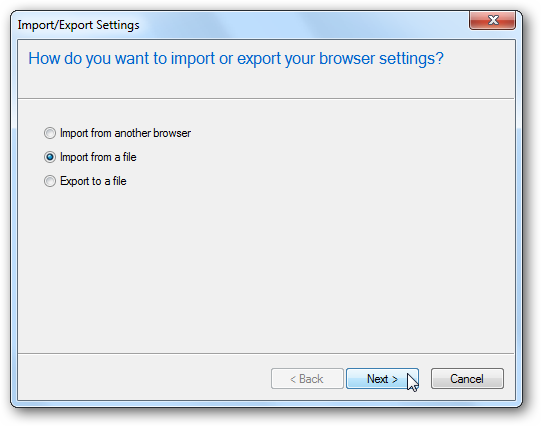 Import/Export Settings
How do you want to import or export your browser settings?
Import from another browser
Import from a file
Export to a file
< Back Next > Cancel